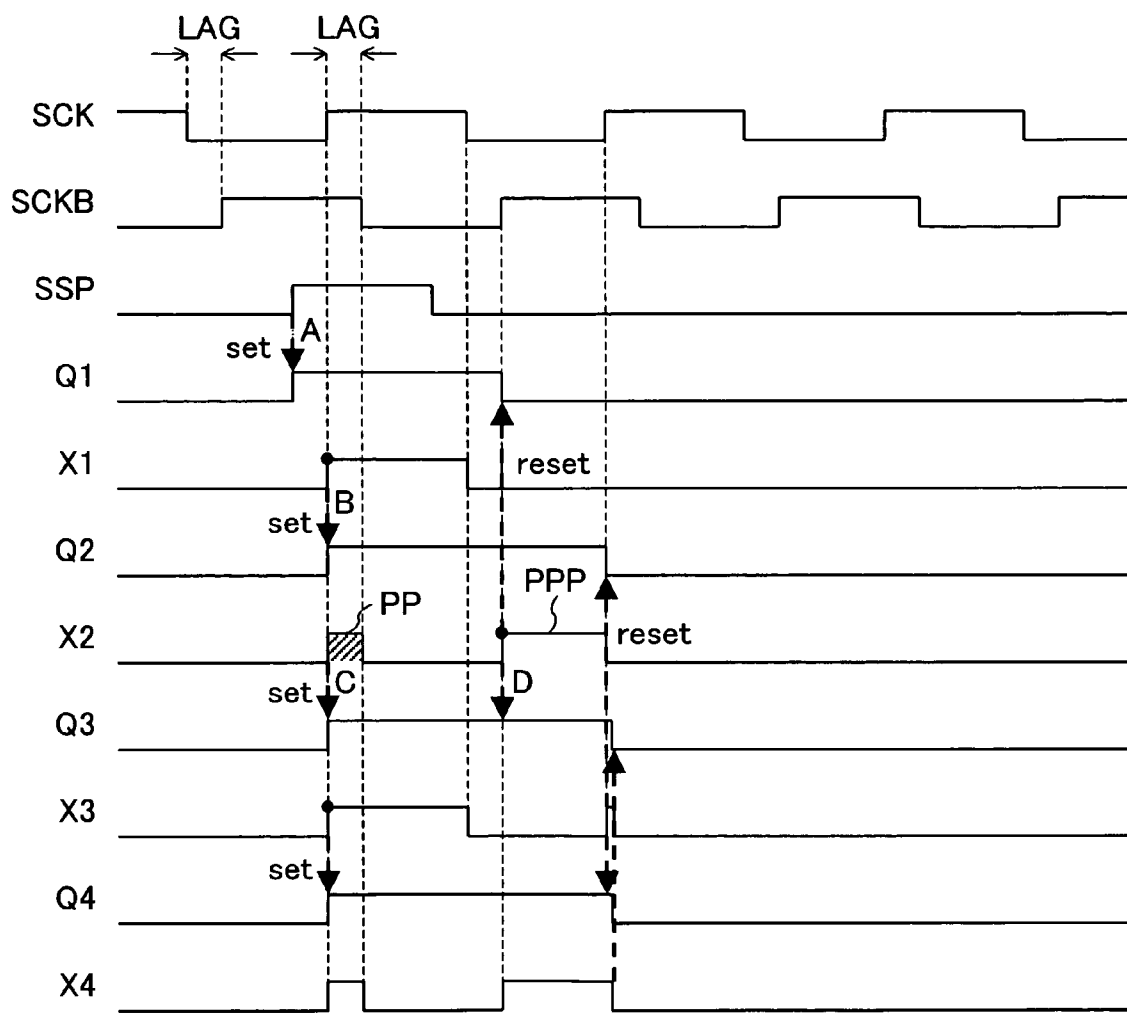 LAG LAG
SCK
SCKB
SSP
A
set
Q1
X1
reset
B
set
Q2
PP
PPP
X2
reset
C
D
set
Q3
X3
set
Q4
X4